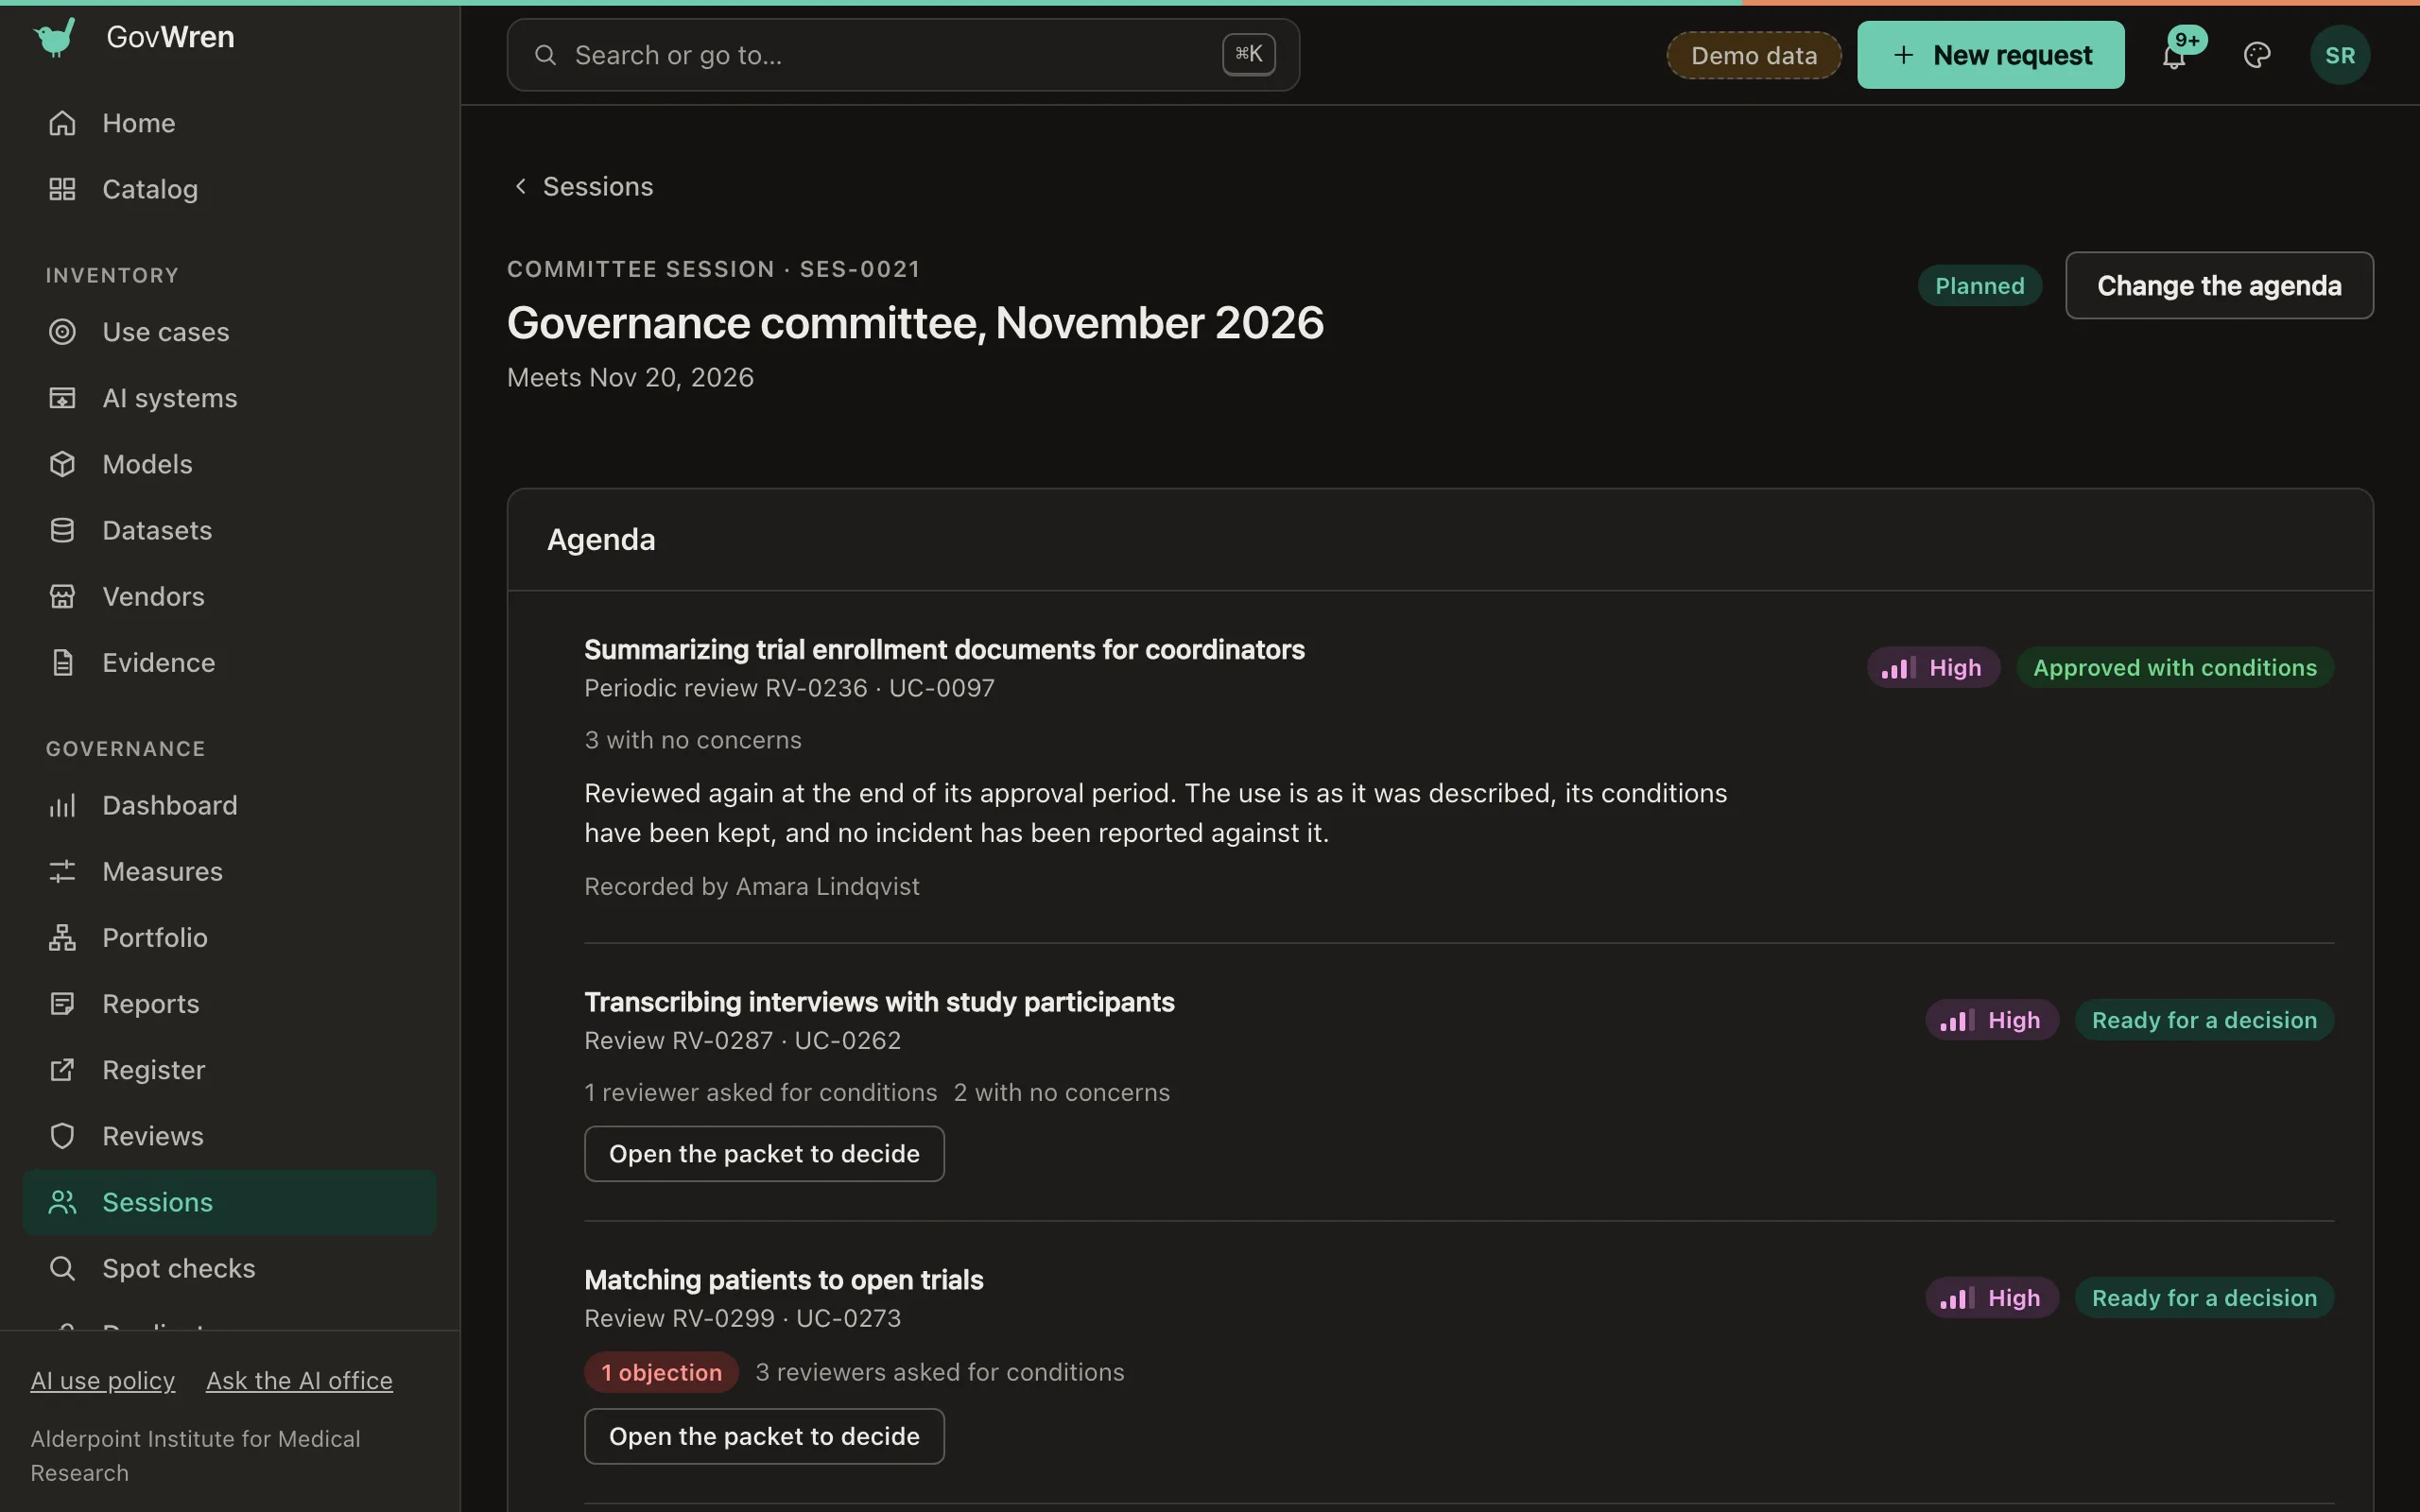 GovWren
Search or go to...
⌘K
Demo data
+ New request
9+
SR
Home
Catalog
INVENTORY
Use cases
AI systems
Models
Datasets
Vendors
Evidence
GOVERNANCE
Dashboard
Measures
Portfolio
Reports
Register
Reviews
Sessions
Spot checks
AI use policy
Ask the AI office
Alderpoint Institute for Medical
Research
Sessions
COMMITTEE SESSION · SES-0021
Governance committee, November 2026
Meets Nov 20, 2026
Planned
Change the agenda
Agenda
Summarizing trial enrollment documents for coordinators
Periodic review RV-0236 · UC-0097
High
Approved with conditions
3 with no concerns
Reviewed again at the end of its approval period. The use is as it was described, its conditions
have been kept, and no incident has been reported against it.
Recorded by Amara Lindqvist
Transcribing interviews with study participants
Review RV-0287 · UC-0262
High
Ready for a decision
1 reviewer asked for conditions 2 with no concerns
Open the packet to decide
Matching patients to open trials
Review RV-0299 · UC-0273
High
Ready for a decision
1 objection 3 reviewers asked for conditions
Open the packet to decide